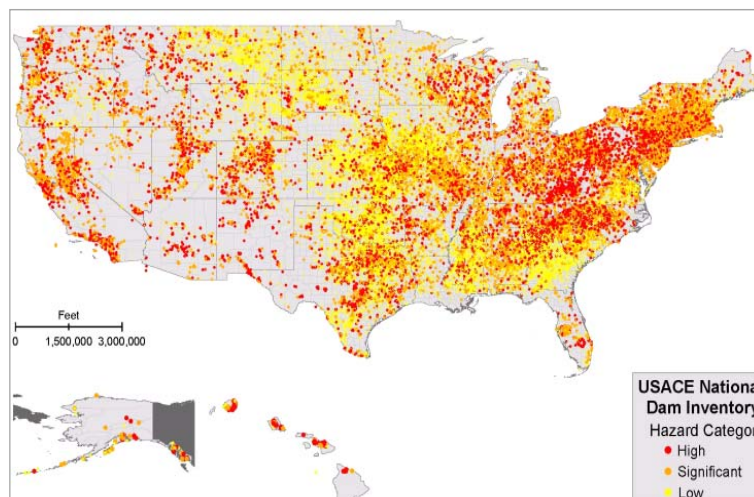 Feet
0 1,500,000 3,000,000
USACE Nationa
Dam Inventory
Hazard Categor
High
Significant
Low